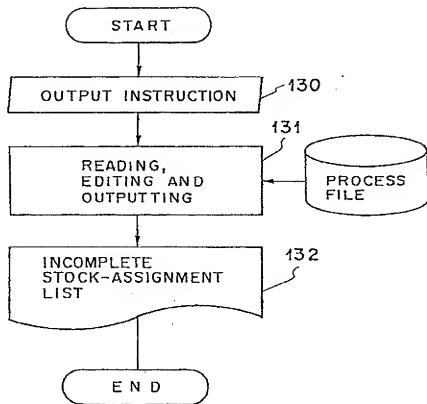 START
OUTPUT INSTRUCTION
130
131
READING,
EDITING AND
OUTPUTTING
PROCESS
FILE
INCOMPLETE
STOCK-ASSIGNMENT
LIST
132
END